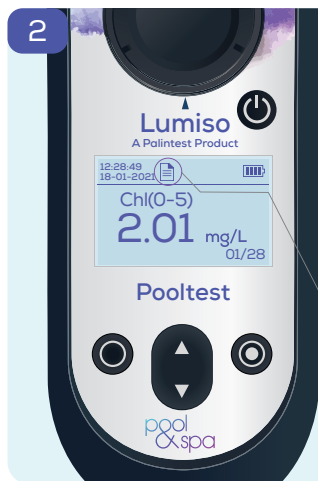 2
Lumiso
A Palintest Product
12:28:49
18-01-2021
Chl(0-5)
2.01 mg/L
01/28
Pooltest
pool
&spa